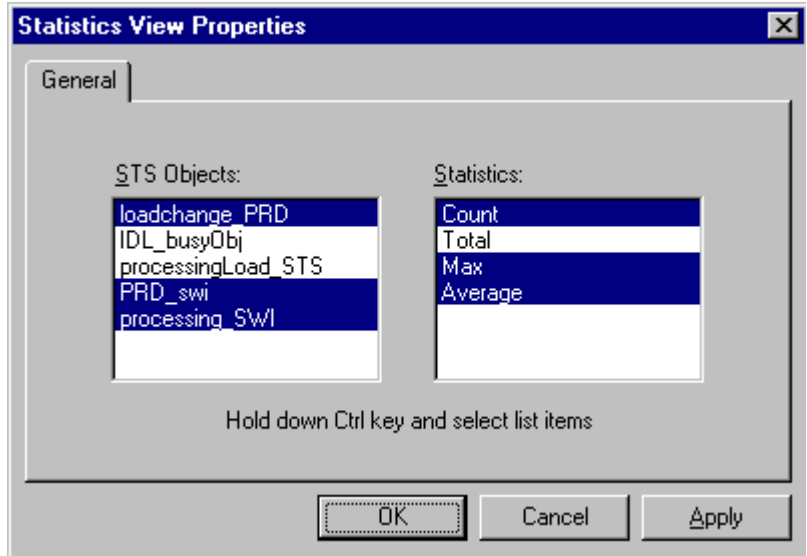 Statistics View Properties
General
STS Objects:
loadchange_PRD
IDL_busyObj
processingLoad_STS
PRD_swi
processing_SWI
Statistics:
Count
Total
Max
Average
Hold down Ctrl key and select list items
OK
Cancel
Apply